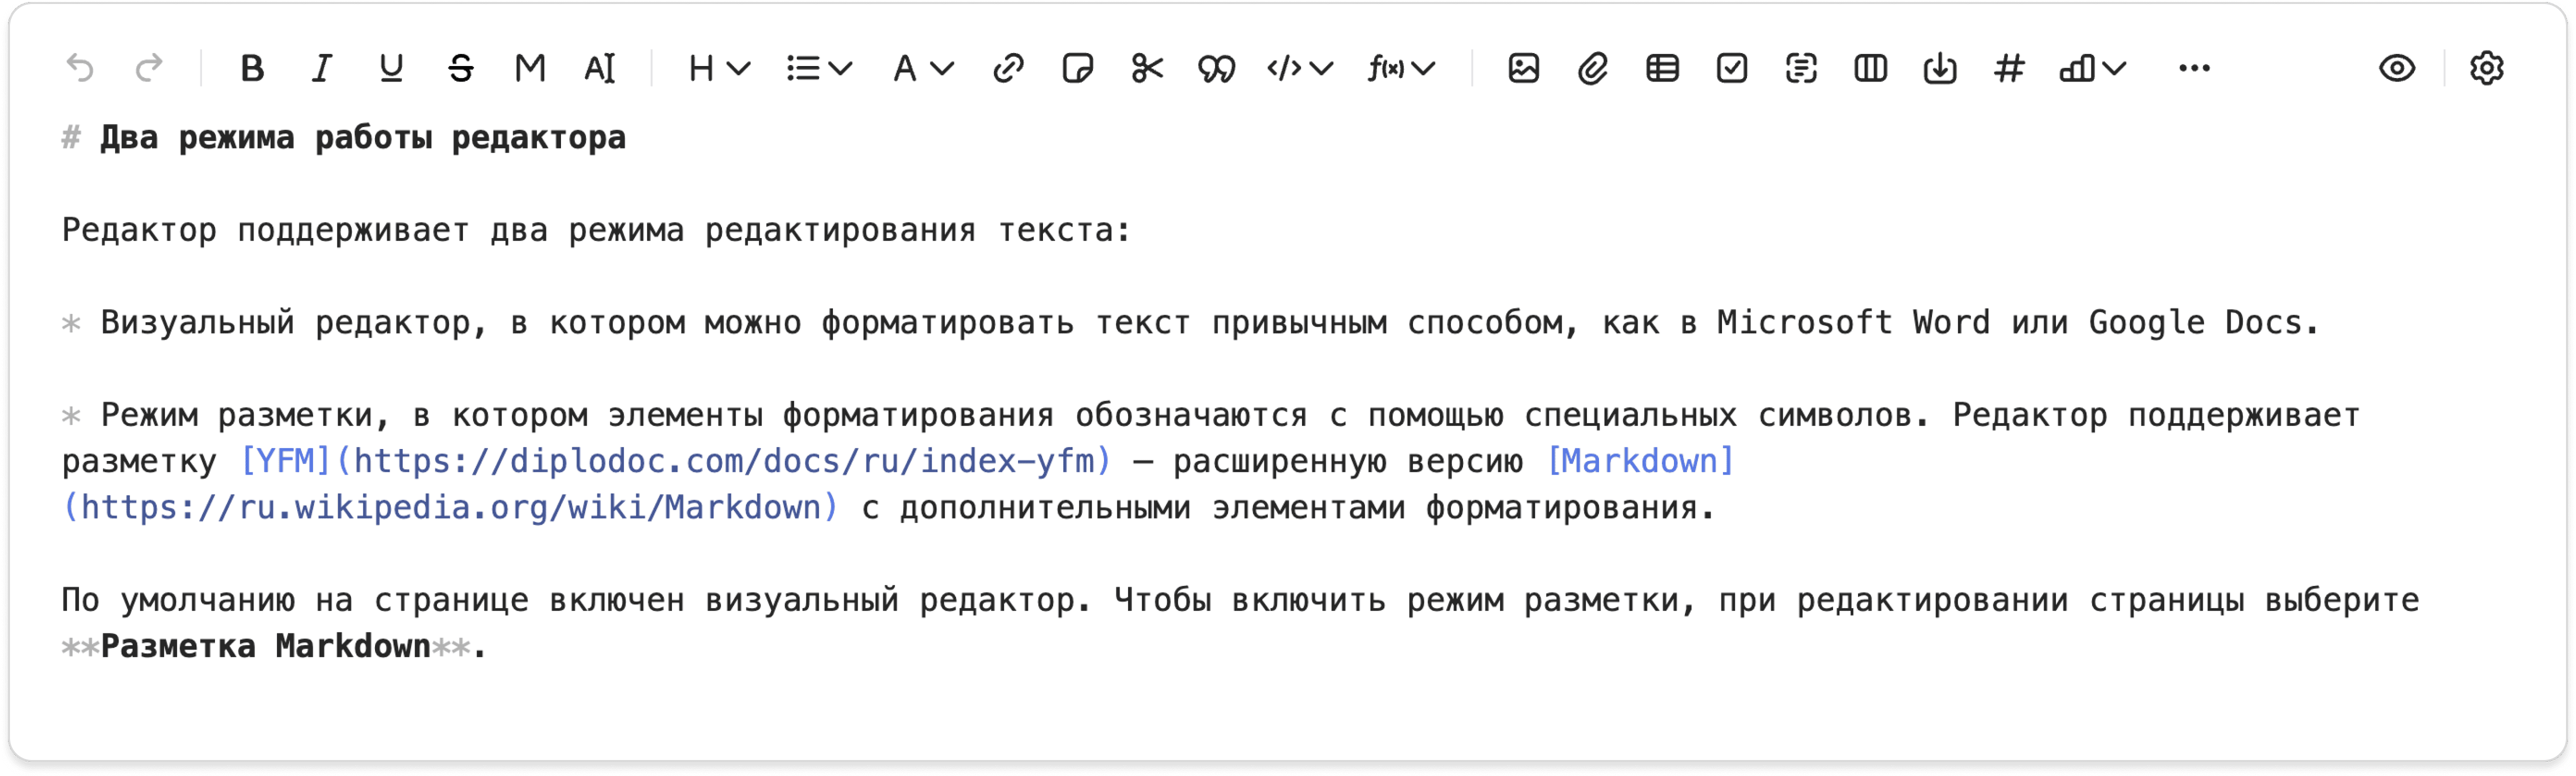 B I U S M AI H A </> f(x) #
# Два режима работы редактора
Редактор поддерживает два режима редактирования текста:
* Визуальный редактор, в котором можно форматировать текст привычным способом, как в Microsoft Word или Google Docs.
* Режим разметки, в котором элементы форматирования обозначаются с помощью специальных символов. Редактор поддерживает
разметку [YFM](https://diplodoc.com/docs/ru/index-yfm) — расширенную версию [Markdown]
(https://ru.wikipedia.org/wiki/Markdown) с дополнительными элементами форматирования.
По умолчанию на странице включен визуальный редактор. Чтобы включить режим разметки, при редактировании страницы выберите
**Разметка Markdown**.